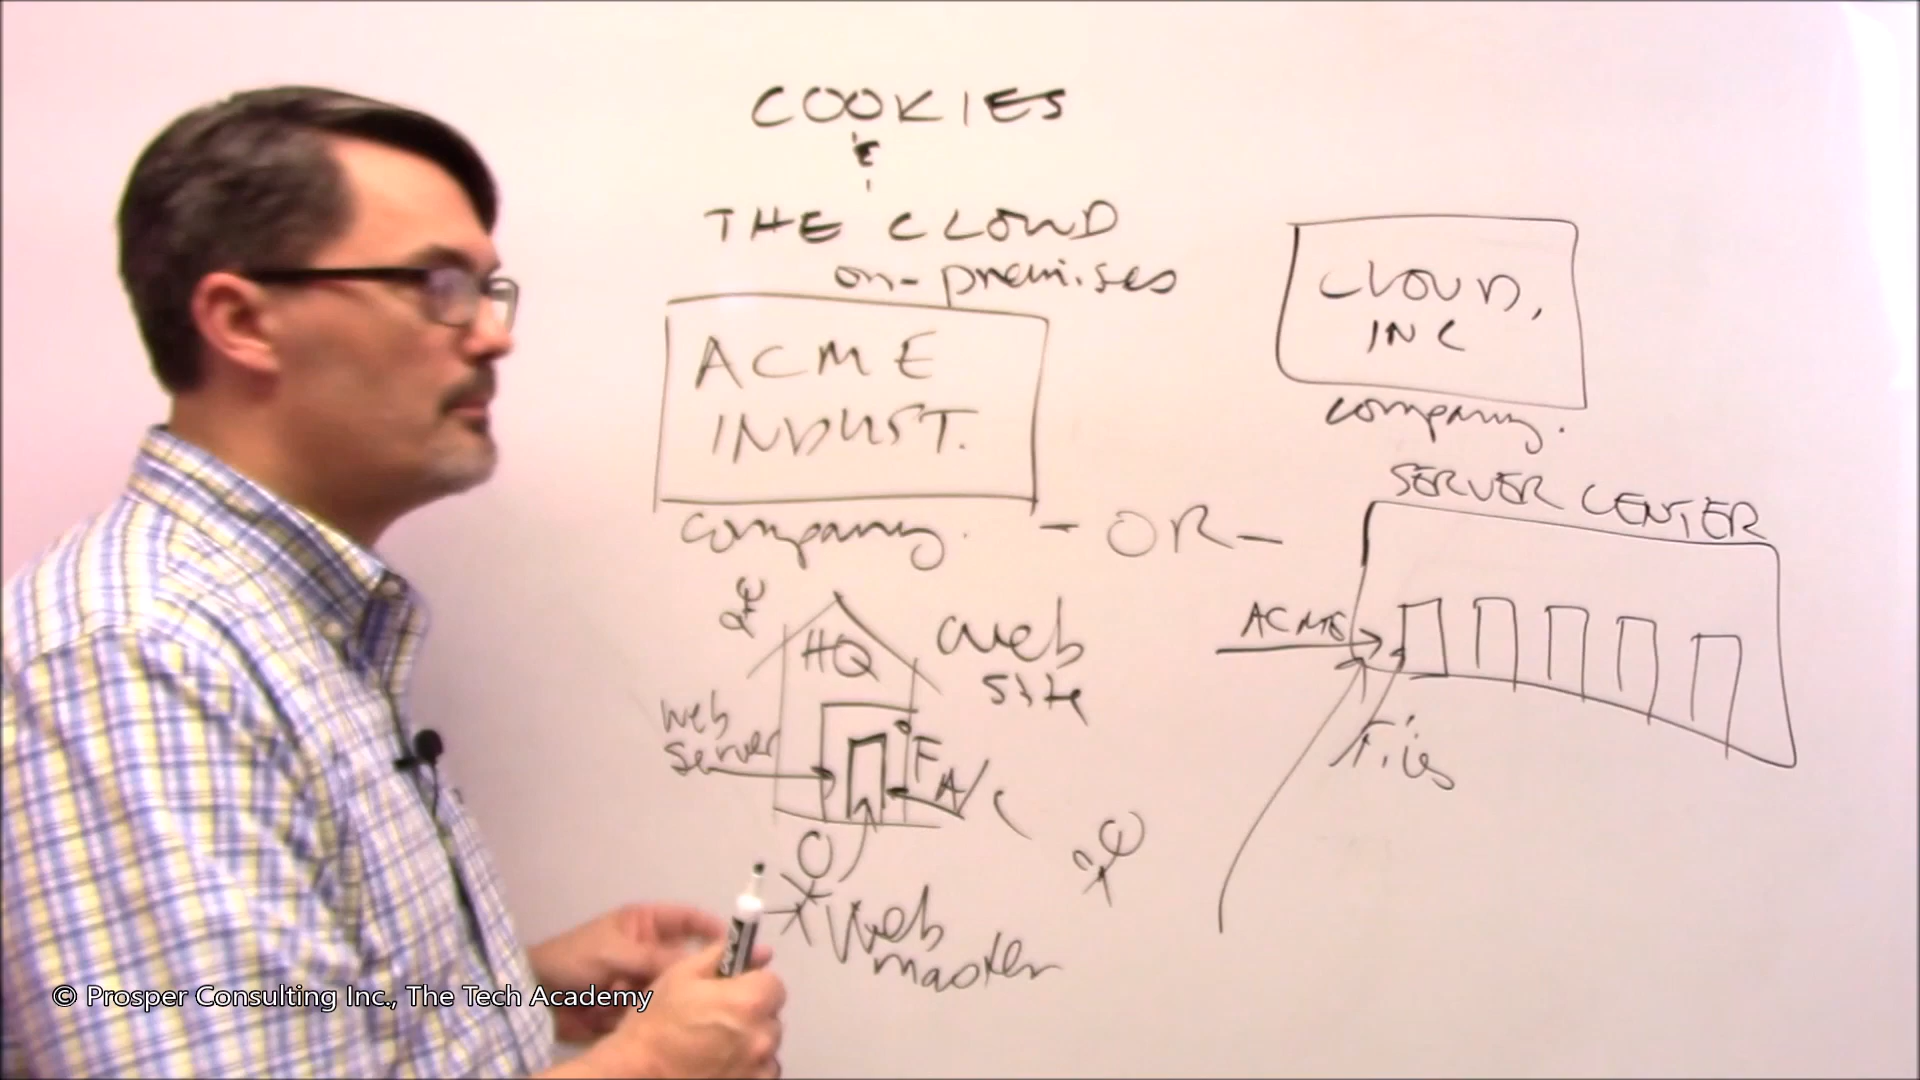 COOKIES
&
THE CLOUD
on-premises
ACME
INDUST.
company.
- OR -
CLOUD,
INC
company.
SERVER CENTER
ACME
HQ
Web
Site
Web
Server
F
A/C
Web
master
© Prosper Consulting Inc., The Tech Academy